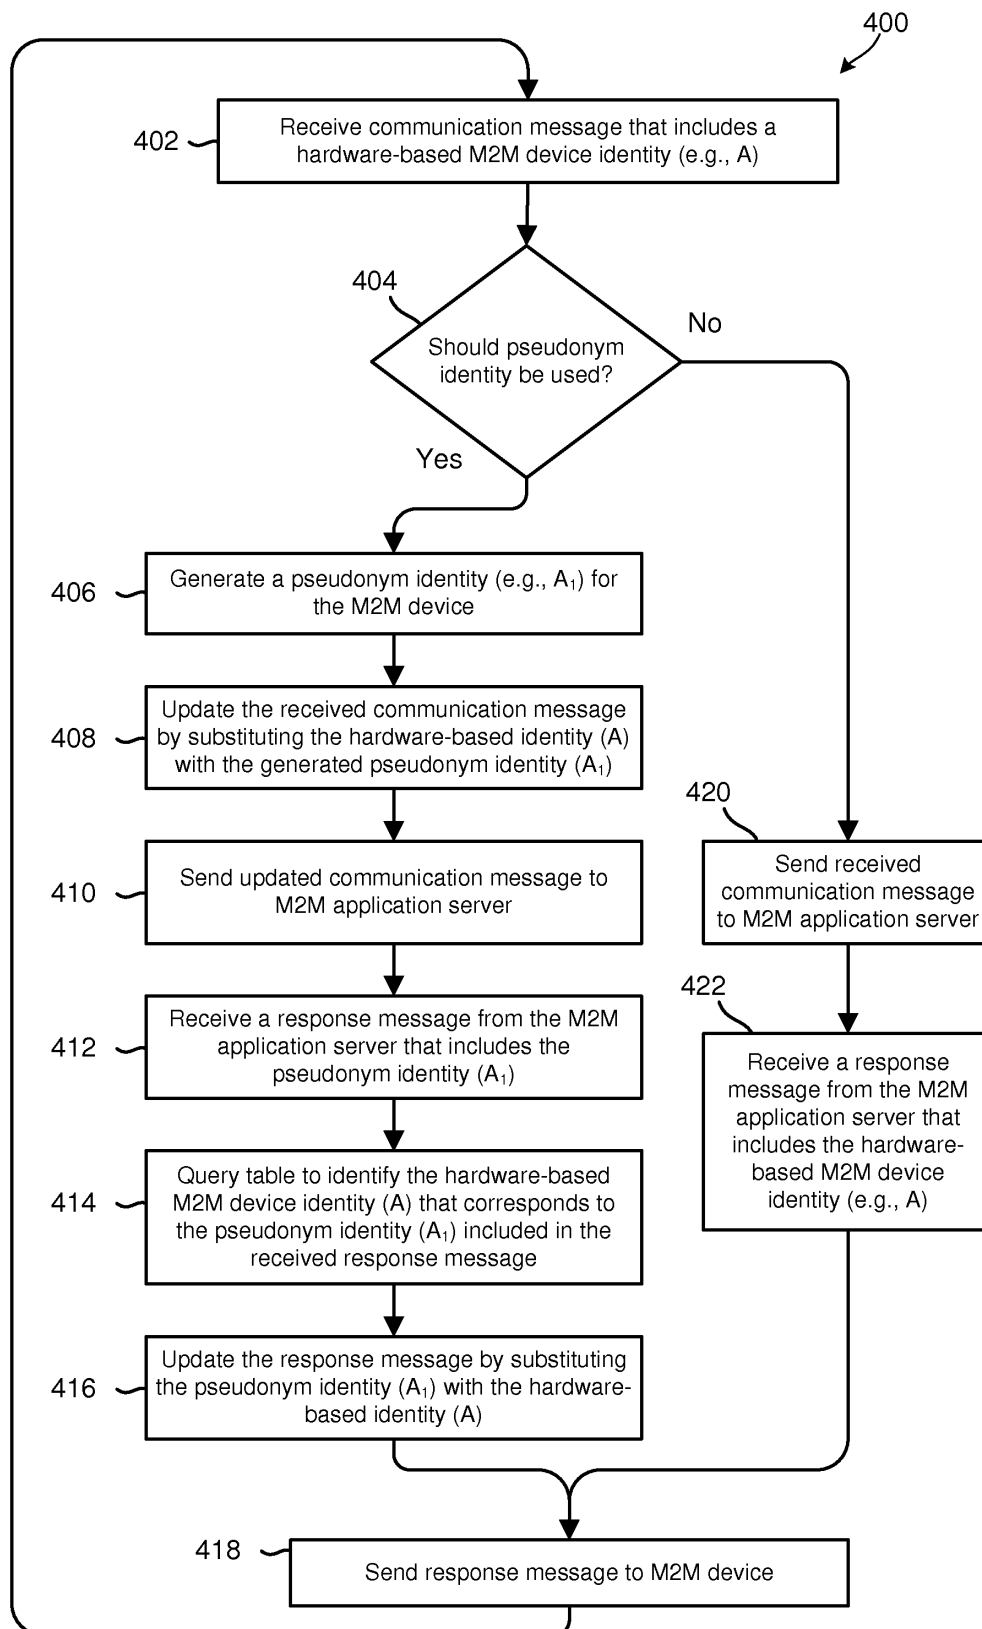 400
402
Receive communication message that includes a
hardware-based M2M device identity (e.g., A)
404
Should pseudonym
identity be used?
No
Yes
406
Generate a pseudonym identity (e.g., A₁) for
the M2M device
408
Update the received communication message
by substituting the hardware-based identity (A)
with the generated pseudonym identity (A₁)
410
Send updated communication message to
M2M application server
420
Send received
communication message
to M2M application server
412
Receive a response message from the M2M
application server that includes the
pseudonym identity (A₁)
422
Receive a response
message from the M2M
application server that
includes the hardware-
based M2M device
identity (e.g., A)
414
Query table to identify the hardware-based
M2M device identity (A) that corresponds to
the pseudonym identity (A₁) included in the
received response message
416
Update the response message by substituting
the pseudonym identity (A₁) with the hardware-
based identity (A)
418
Send response message to M2M device